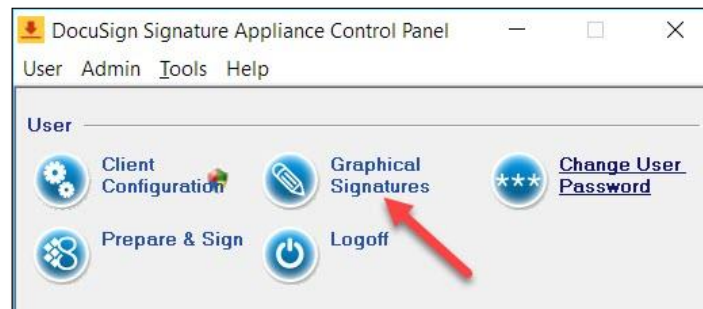 DocuSign Signature Appliance Control Panel
User Admin Tools Help
User
Client
Configuration
Graphical
Signatures
*** Change User
Password
Prepare & Sign
Logoff